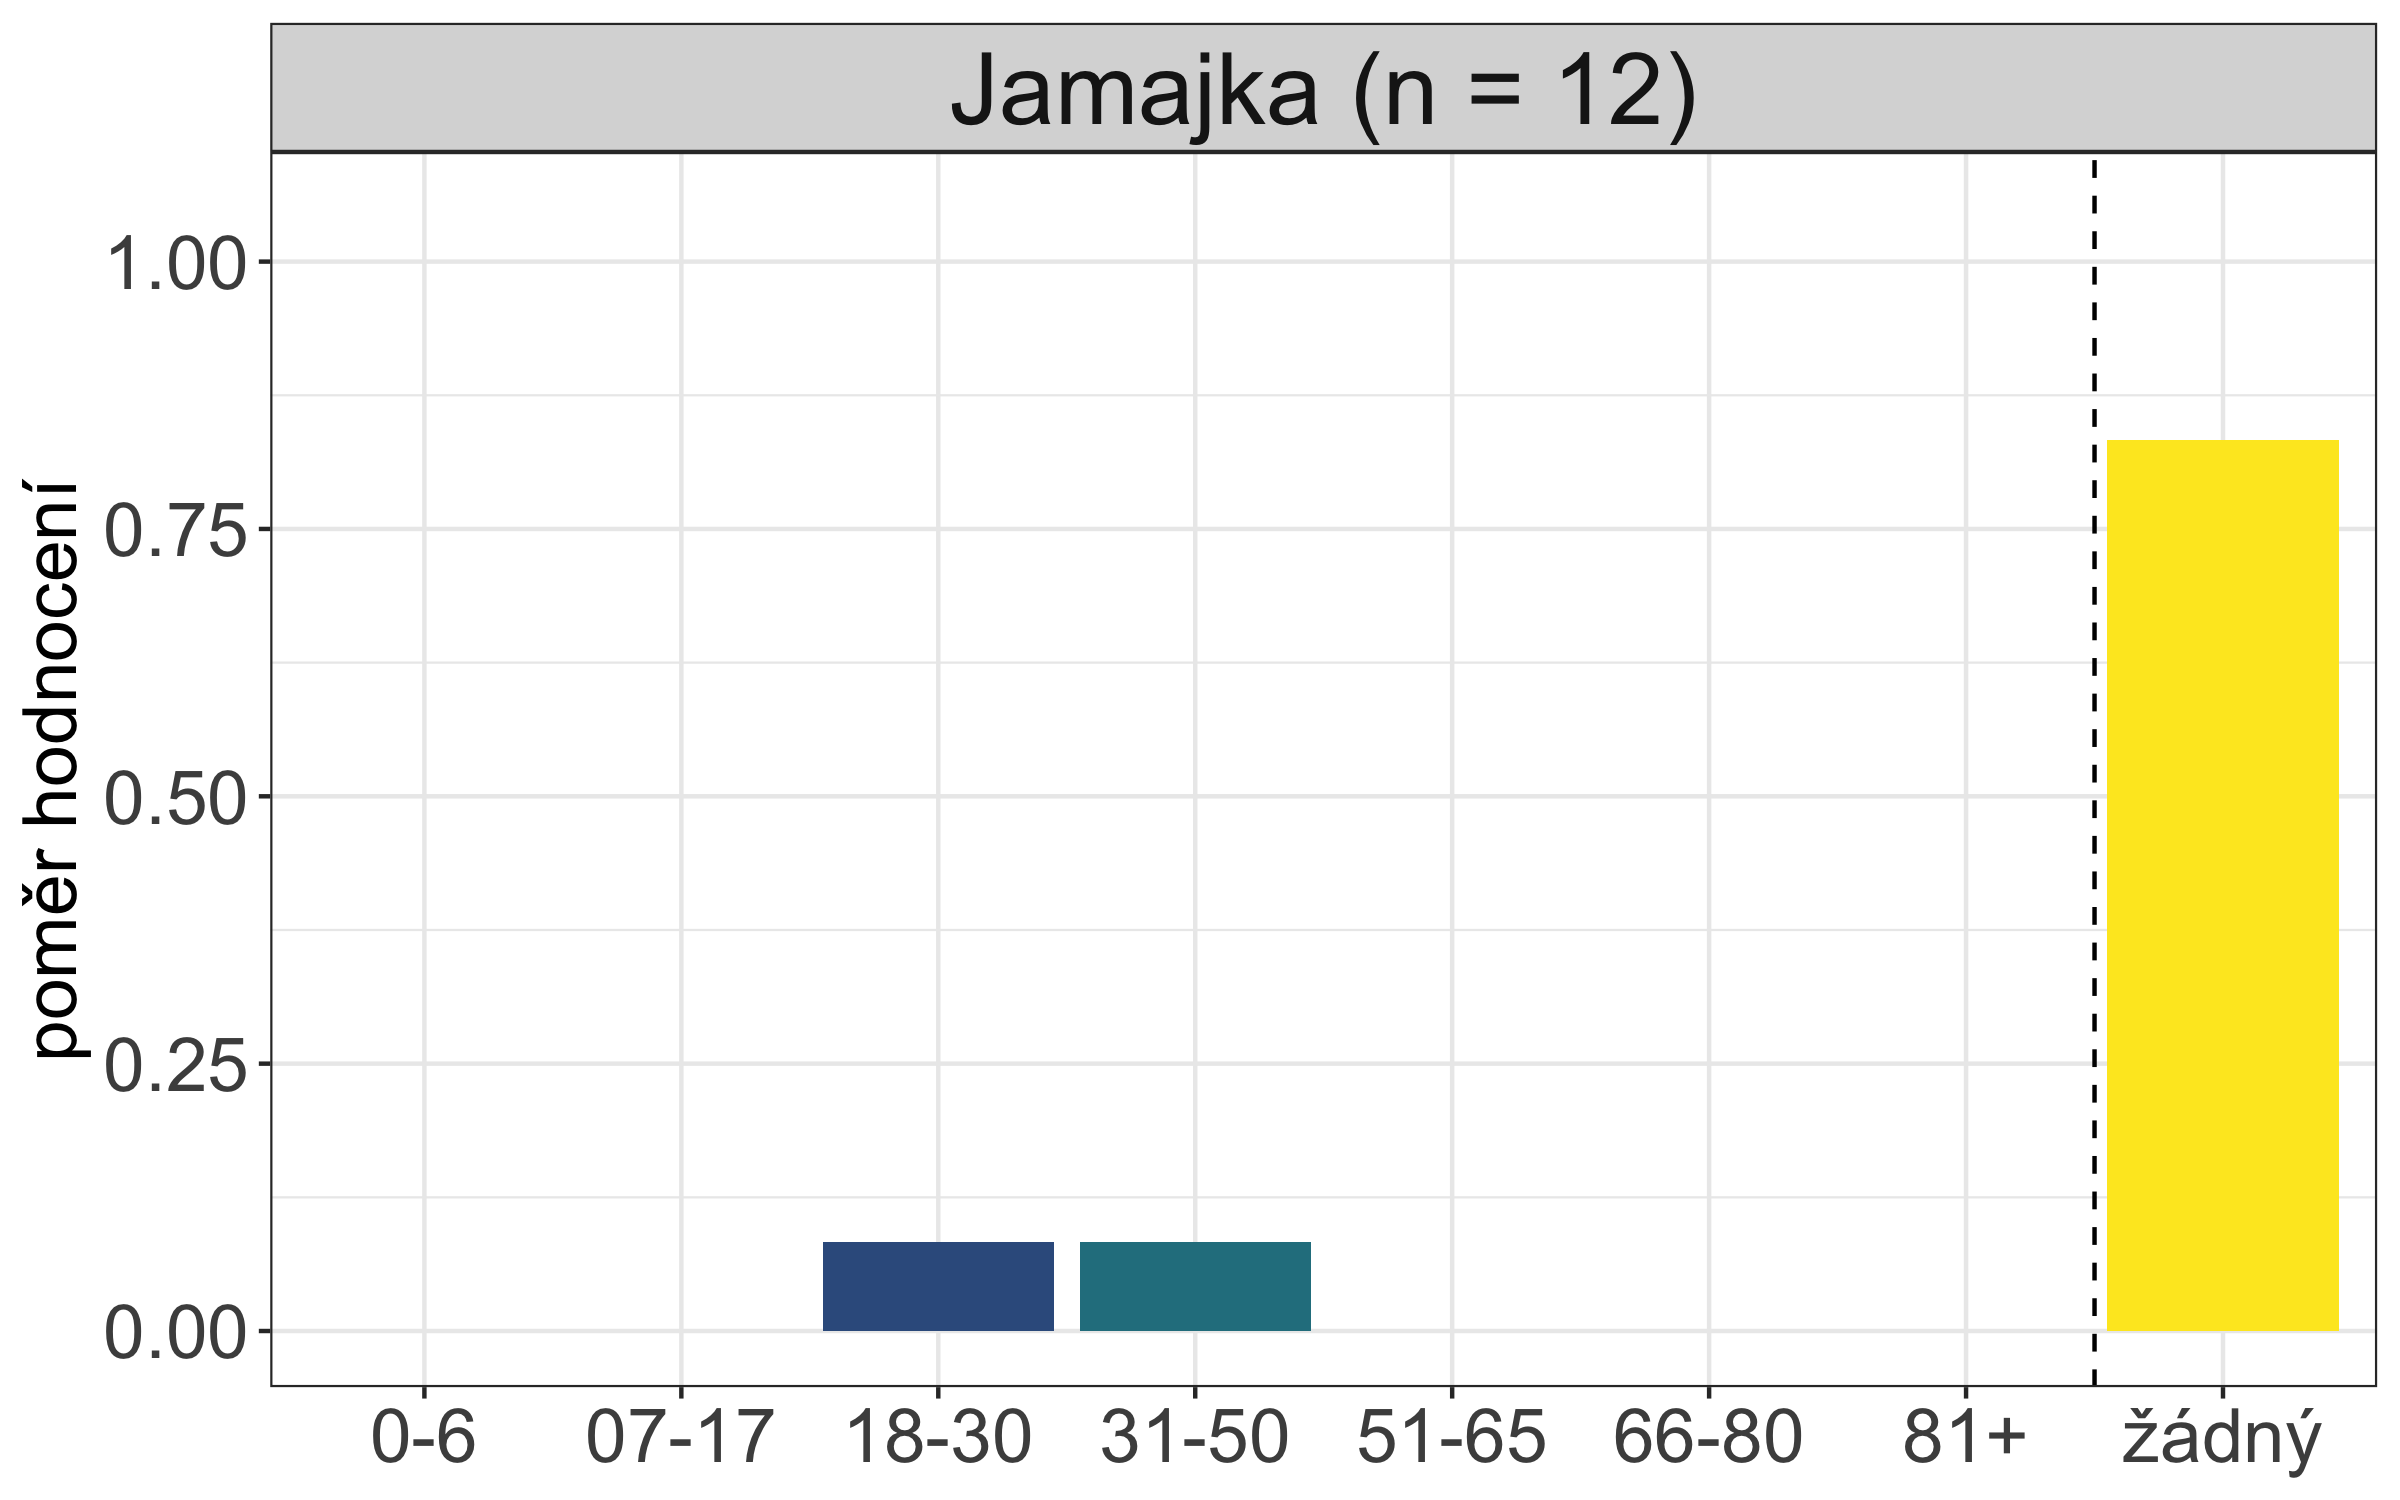 Jamajka (n = 12)
poměr hodnocení
1.00
0.75
0.50
0.25
0.00
0-6 07-17 18-30 31-50 51-65 66-80 81+ žádný